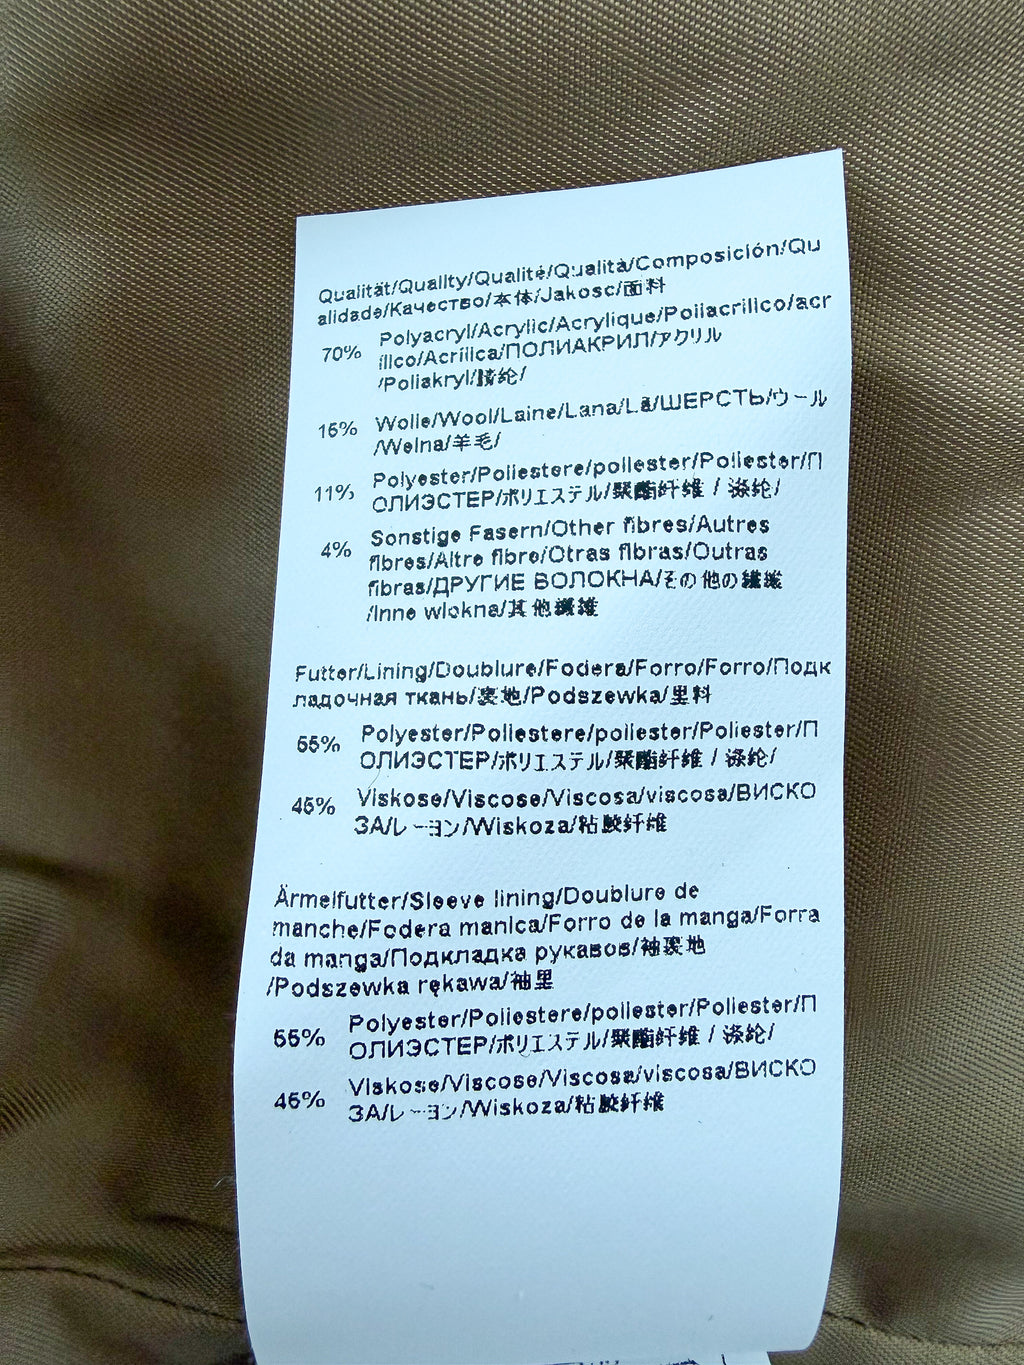 Qualität/Quality/Qualité/Qualità/Composición/Qu
alidade/Качество/本体/Jakosc/面料
70% Polyacryl/Acrylic/Acrylique/Poliacrilico/acr
ílico/Acrílica/ПОЛИАКРИЛ/アクリル
/Poliakryl/腈纶/
15% Wolle/Wool/Laine/Lana/Lã/ШЕРСТЬ/ウール
/Welna/羊毛/
11% Polyester/Poliestere/poliester/Poliester/П
ОЛИЭСТЕР/ポリエステル/聚酯纤维 / 涤纶/
4% Sonstige Fasern/Other fibres/Autres
fibres/Altre fibre/Otras fibras/Outras
fibras/ДРУГИЕ ВОЛОКНА/その他の繊維
/Inne wlokna/其他纖維
Futter/Lining/Doublure/Fodera/Forro/Forro/Подк
ладочная ткань/裏地/Podszewka/里料
55% Polyester/Poliestere/poliester/Poliester/П
ОЛИЭСТЕР/ポリエステル/聚酯纤维 / 涤纶/
45% Viskose/Viscose/Viscosa/viscosa/ВИСКО
ЗА/レーヨン/Wiskoza/粘胶纤维
Ärmelfutter/Sleeve lining/Doublure de
manche/Fodera manica/Forro de la manga/Forra
da manga/Подкладка рукавов/袖裏地
/Podszewka rękawa/袖里
55% Polyester/Poliestere/poliester/Poliester/П
ОЛИЭСТЕР/ポリエステル/聚酯纤维 / 涤纶/
45% Viskose/Viscose/Viscosa/viscosa/ВИСКО
ЗА/レーヨン/Wiskoza/粘胶纤维